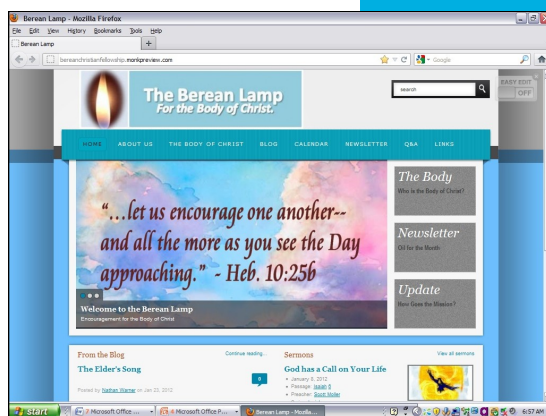 Berean Lamp - Mozilla Firefox
File Edit View History Bookmarks Tools Help
Berean Lamp
+
bereanchristianfellowship.monkpreview.com
Google
The Berean Lamp
For the Body of Christ.
search
EASY EDIT
OFF
HOME ABOUT US THE BODY OF CHRIST BLOG CALENDAR NEWSLETTER Q&A LINKS
“...let us encourage one another--
and all the more as you see the Day
approaching.” - Heb. 10:25b
Welcome to the Berean Lamp
Encouragement for the Body of Christ
The Body
Who is the Body of Christ?
Newsletter
Oil for the Month
Update
How Goes the Mission?
From the Blog
Continue reading...
The Elder's Song
Posted by Nathan Warner on Jan 23, 2012
0
Sermons
View all sermons
God has a Call on Your Life
January 8, 2012
Passage: Isaiah 6
Preacher: Scott Moller
start
7 Microsoft Office ...
Microsoft Office P...
Berean Lamp - Mozilla...
6:57 AM